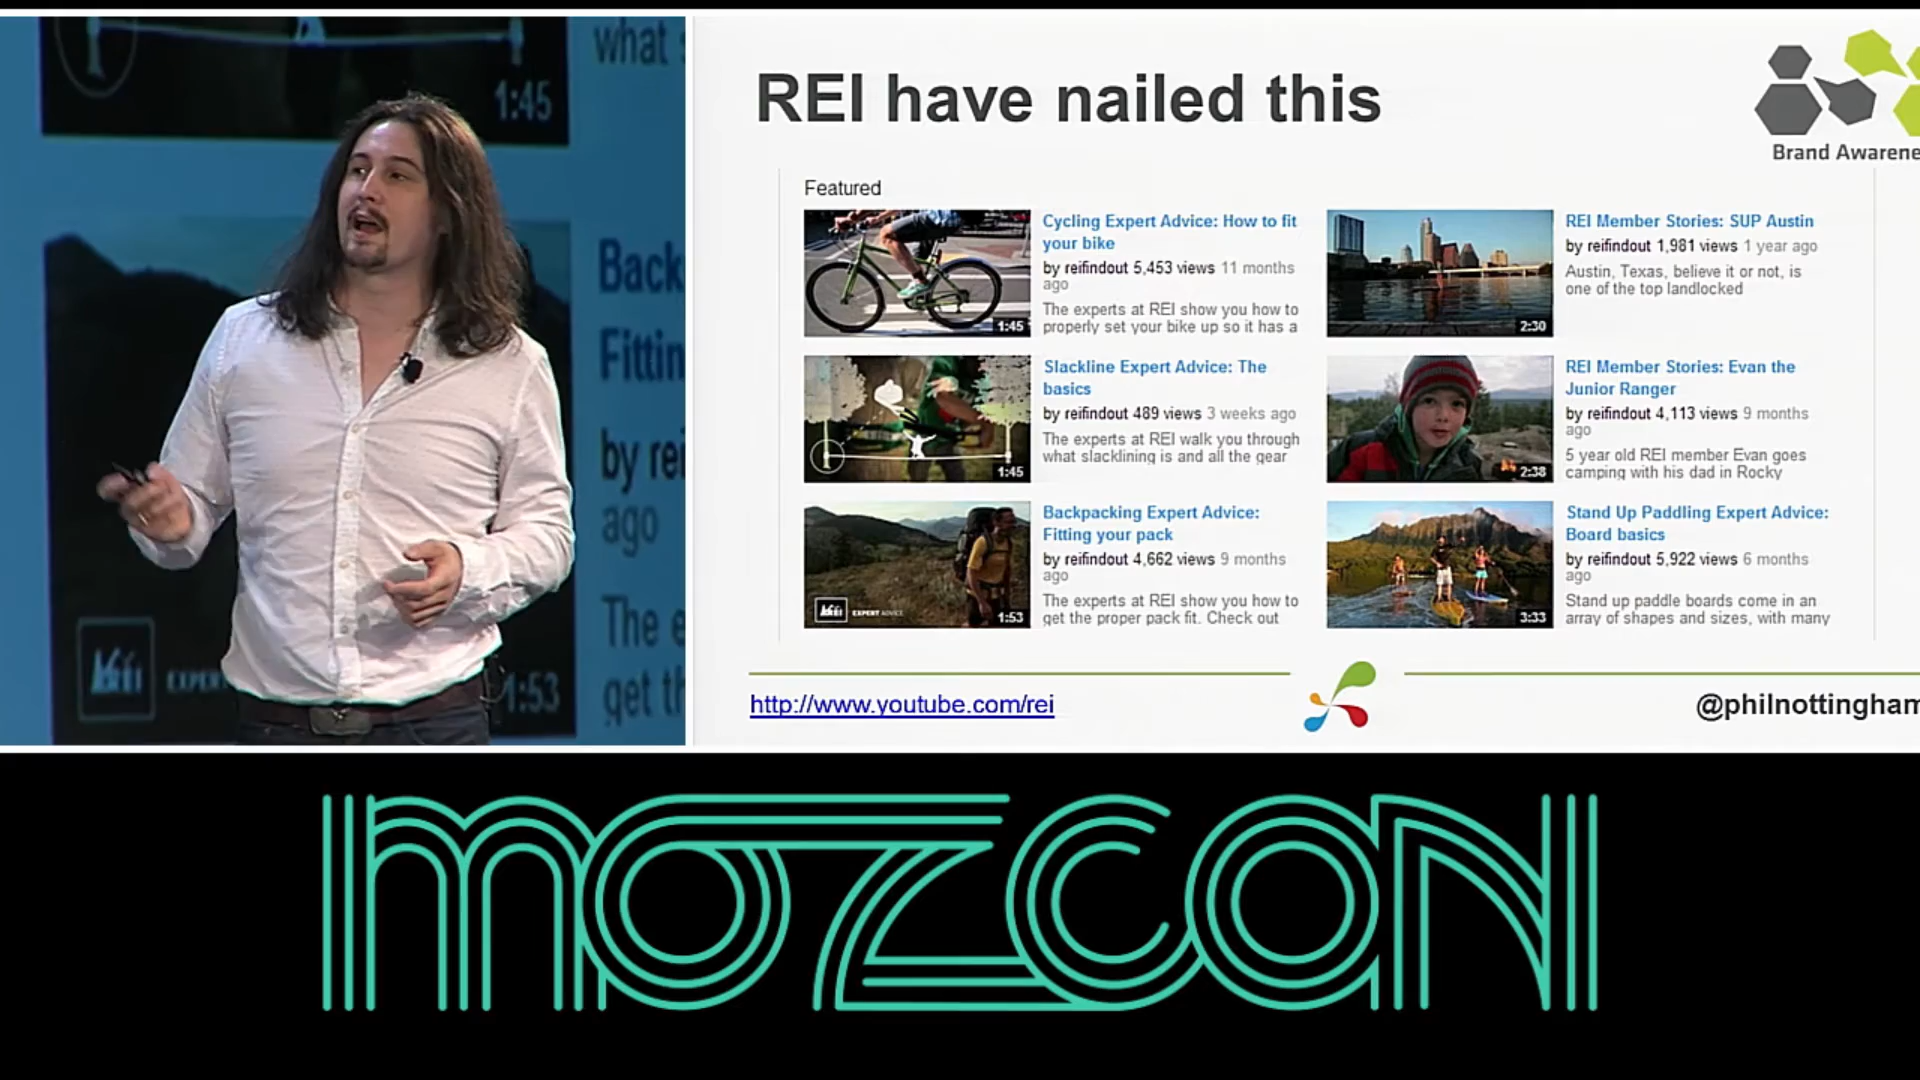 what
1:45
Back
Fittin
by rei
ago
The e
get th
EXPE
1:53
REI have nailed this
Brand Awarene
Featured
Cycling Expert Advice: How to fit
your bike
by reifindout 5,453 views 11 months
ago
The experts at REI show you how to
properly set your bike up so it has a
1:45
REI Member Stories: SUP Austin
by reifindout 1,981 views 1 year ago
Austin, Texas, believe it or not, is
one of the top landlocked
2:30
Slackline Expert Advice: The
basics
by reifindout 489 views 3 weeks ago
The experts at REI walk you through
what slacklining is and all the gear
1:45
REI Member Stories: Evan the
Junior Ranger
by reifindout 4,113 views 9 months
ago
5 year old REI member Evan goes
camping with his dad in Rocky
2:38
Backpacking Expert Advice:
Fitting your pack
by reifindout 4,662 views 9 months
ago
The experts at REI show you how to
get the proper pack fit. Check out
REI EXPERT ADVICE
1:53
Stand Up Paddling Expert Advice:
Board basics
by reifindout 5,922 views 6 months
ago
Stand up paddle boards come in an
array of shapes and sizes, with many
3:33
http://www.youtube.com/rei
@philnottingham
mozcon